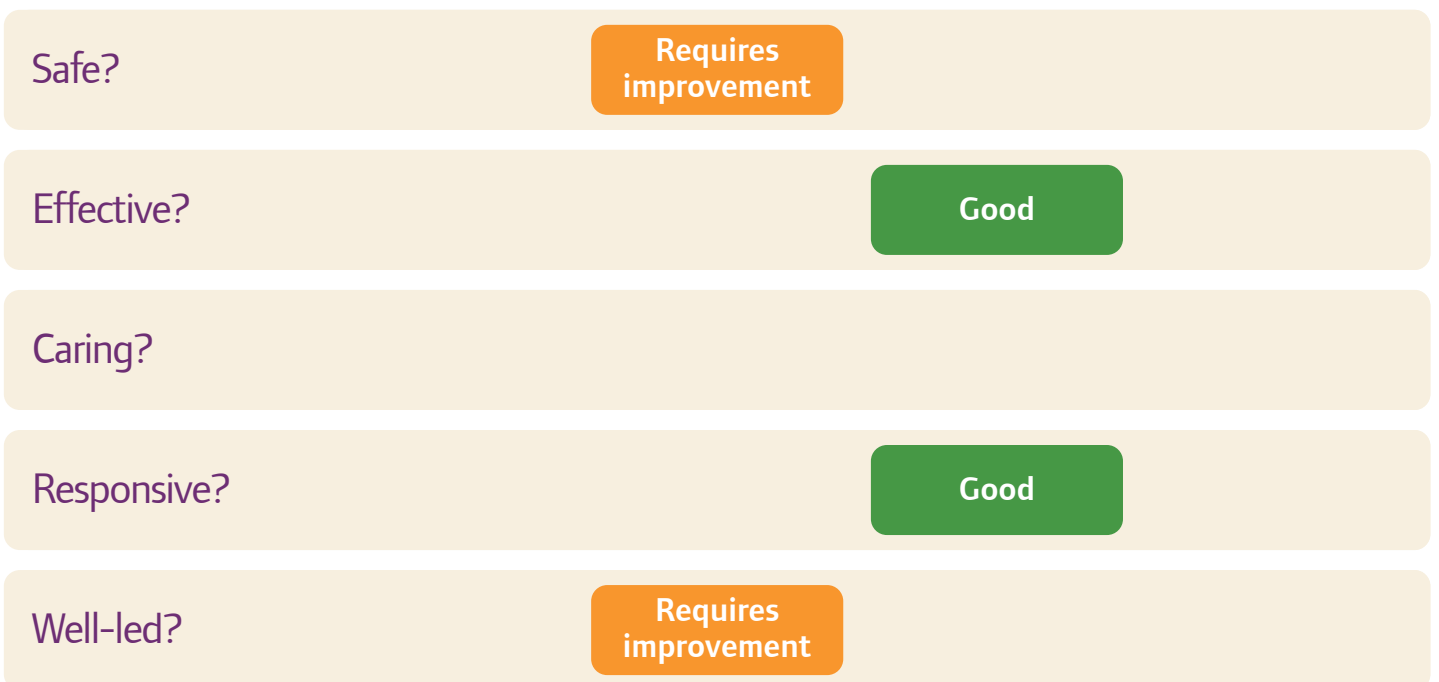 Safe?
Requires
improvement
Effective?
Good
Caring?
Responsive?
Good
Well-led?
Requires
improvement